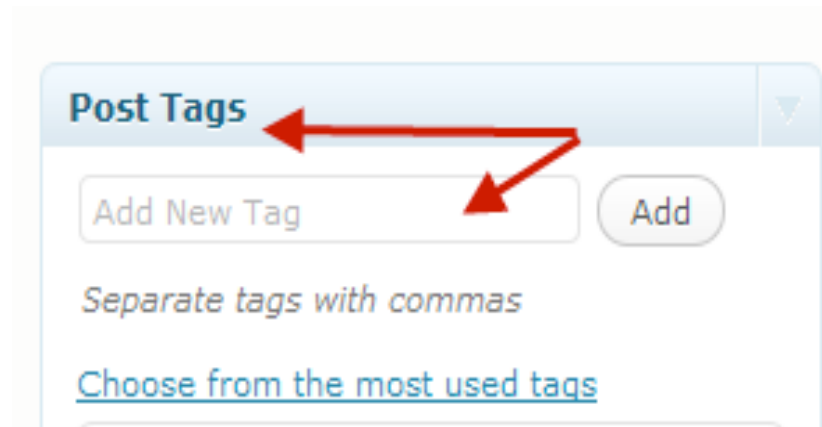 Post Tags
Add New Tag
Add
Separate tags with commas
Choose from the most used tags